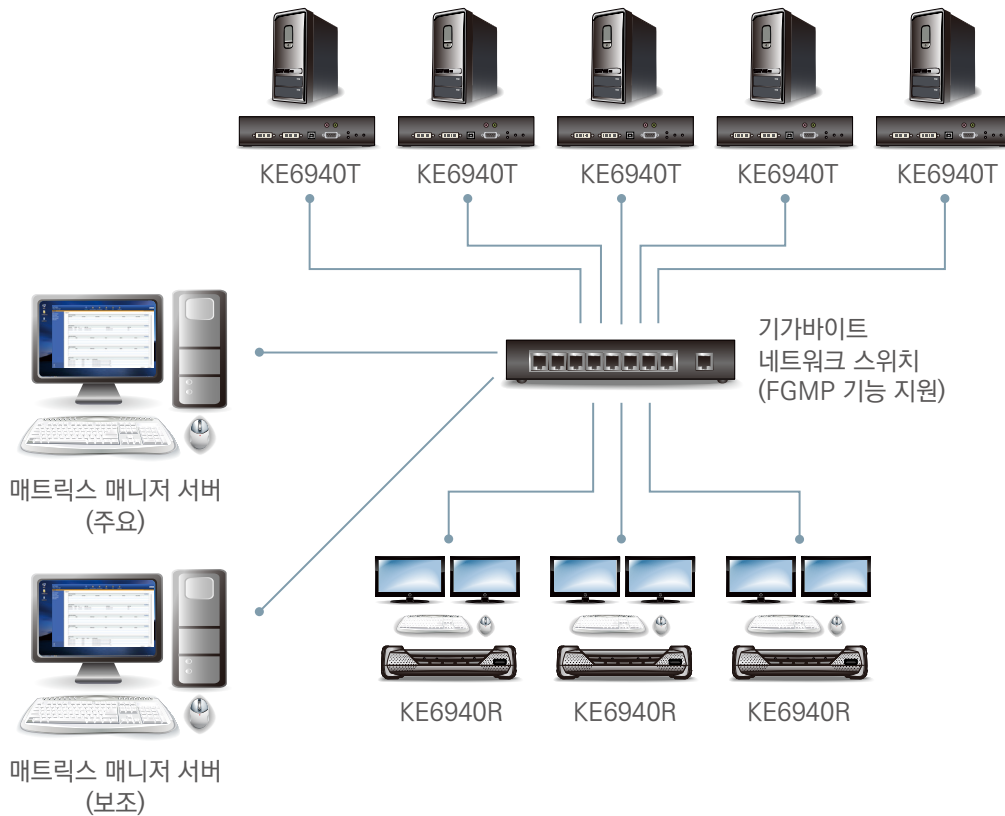 KE6940T KE6940T KE6940T KE6940T KE6940T
기가바이트
네트워크 스위치
(FGMP 기능 지원)
매트릭스 매니저 서버
(주요)
KE6940R KE6940R KE6940R
매트릭스 매니저 서버
(보조)